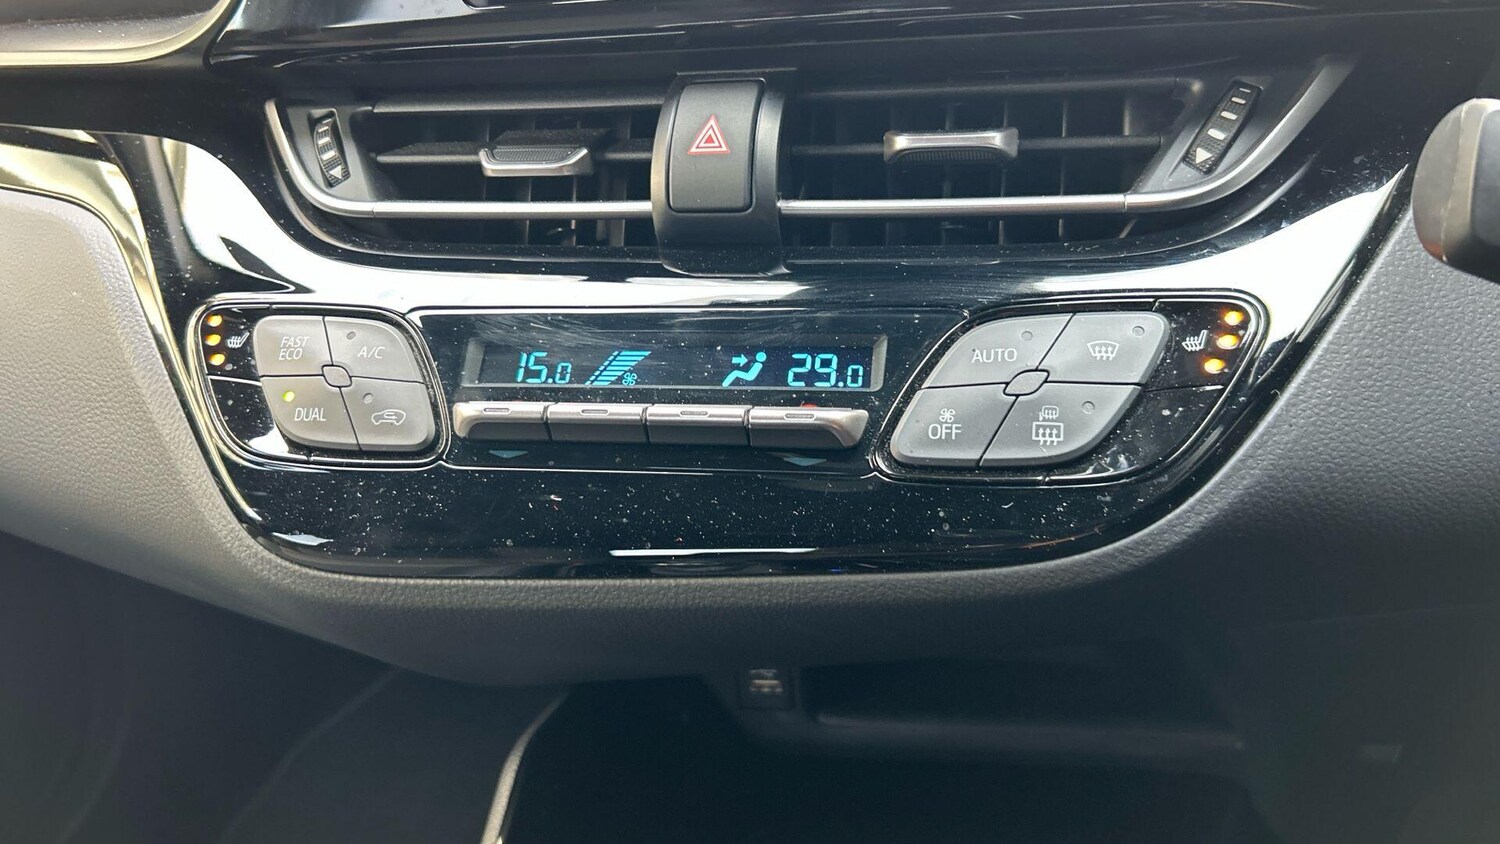 FAST
ECO
A/C
DUAL
15.0
29.0
AUTO
OFF